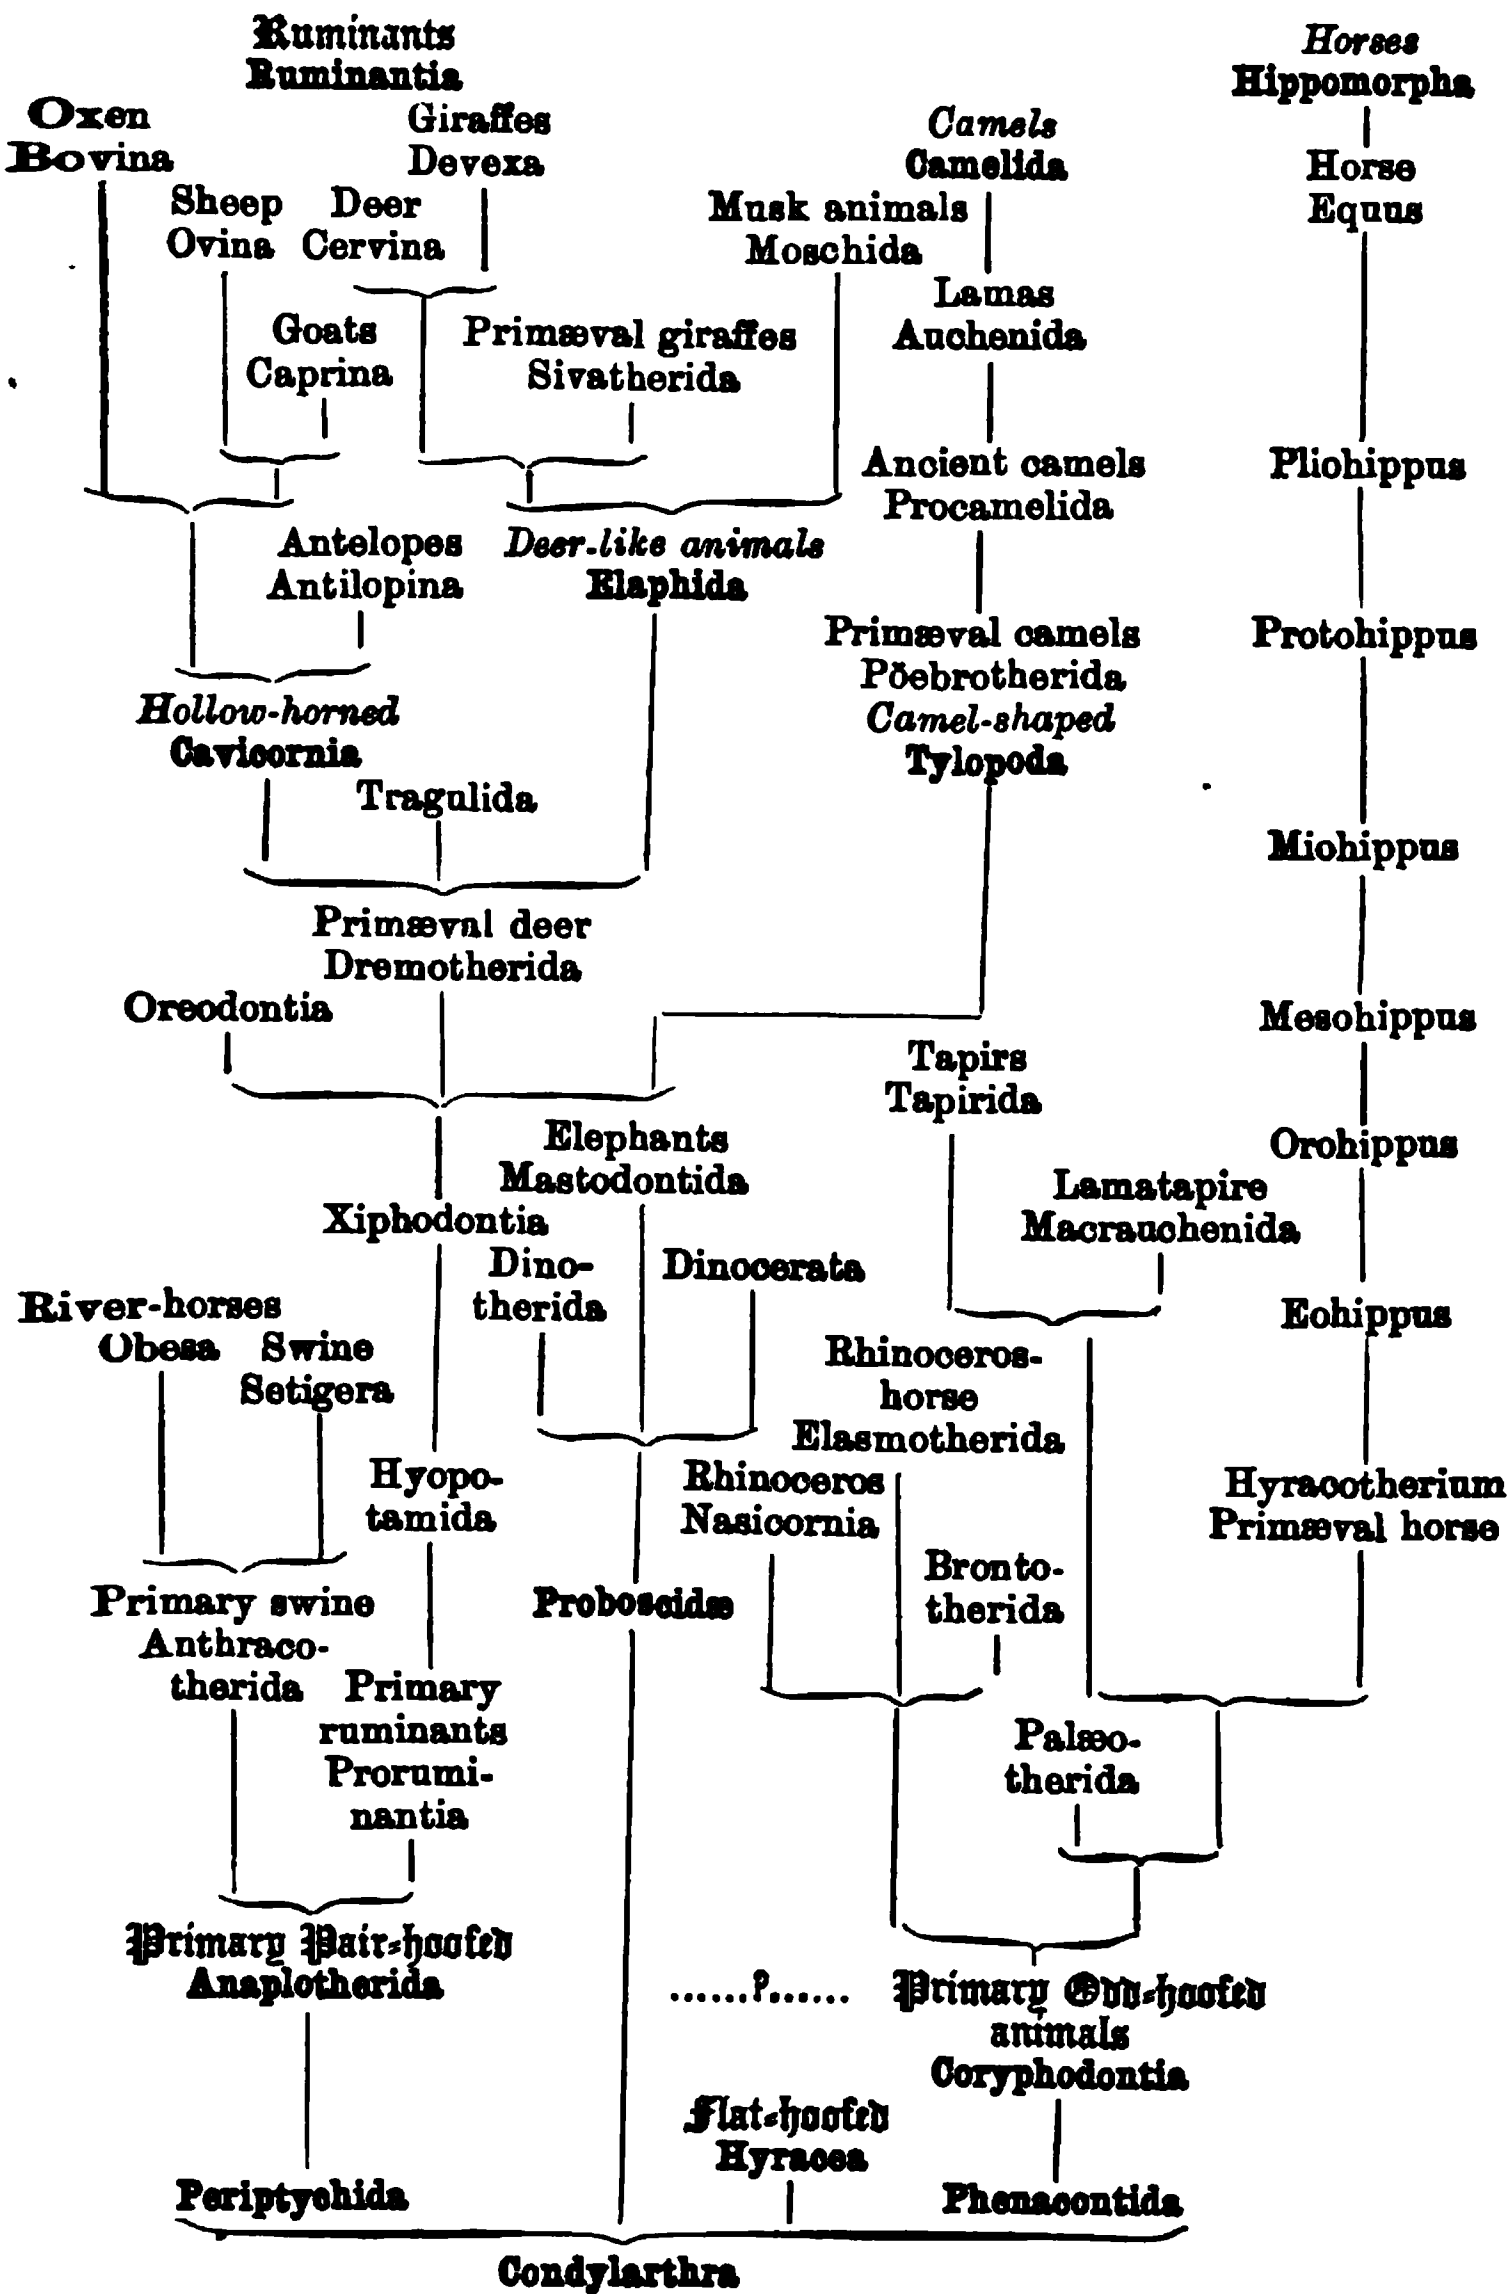 Ruminants
Ruminantia
Horses
Hippomorpha
Oxen
Bovina
Giraffes
Devexa
Camels
Camelida
Horse
Equus
Sheep
Ovina
Deer
Cervina
Musk animals
Moschida
Lamas
Auchenida
Goats
Caprina
Primæval giraffes
Sivatherida
Ancient camels
Procamelida
Pliohippus
Antelopes
Antilopina
Deer-like animals
Elaphida
Primæval camels
Pöebrotherida
Camel-shaped
Tylopoda
Protohippus
Hollow-horned
Cavicornia
Tragulida
Miohippus
Primæval deer
Dremotherida
Oreodontia
Mesohippus
Tapirs
Tapirida
Elephants
Mastodontida
Orohippus
Lamatapire
Macrauchenida
Xiphodontia
Dino-
therida
Dinocerata
River-horses
Obesa
Swine
Setigera
Eohippus
Rhinoceros-
horse
Elasmotherida
Hyopo-
tamida
Rhinoceros
Nasicornia
Hyracotherium
Primæval horse
Bronto-
therida
Primary swine
Anthraco-
therida
Proboscidæ
Primary
ruminants
Prorumi-
nantia
Palæo-
therida
Primary Pair-hoofed
Anaplotherida
......?......
Primary Odd-hoofed
animals
Coryphodontia
Flat-hoofed
Hyracea
Periptychida
Phenacontida
Condylarthra